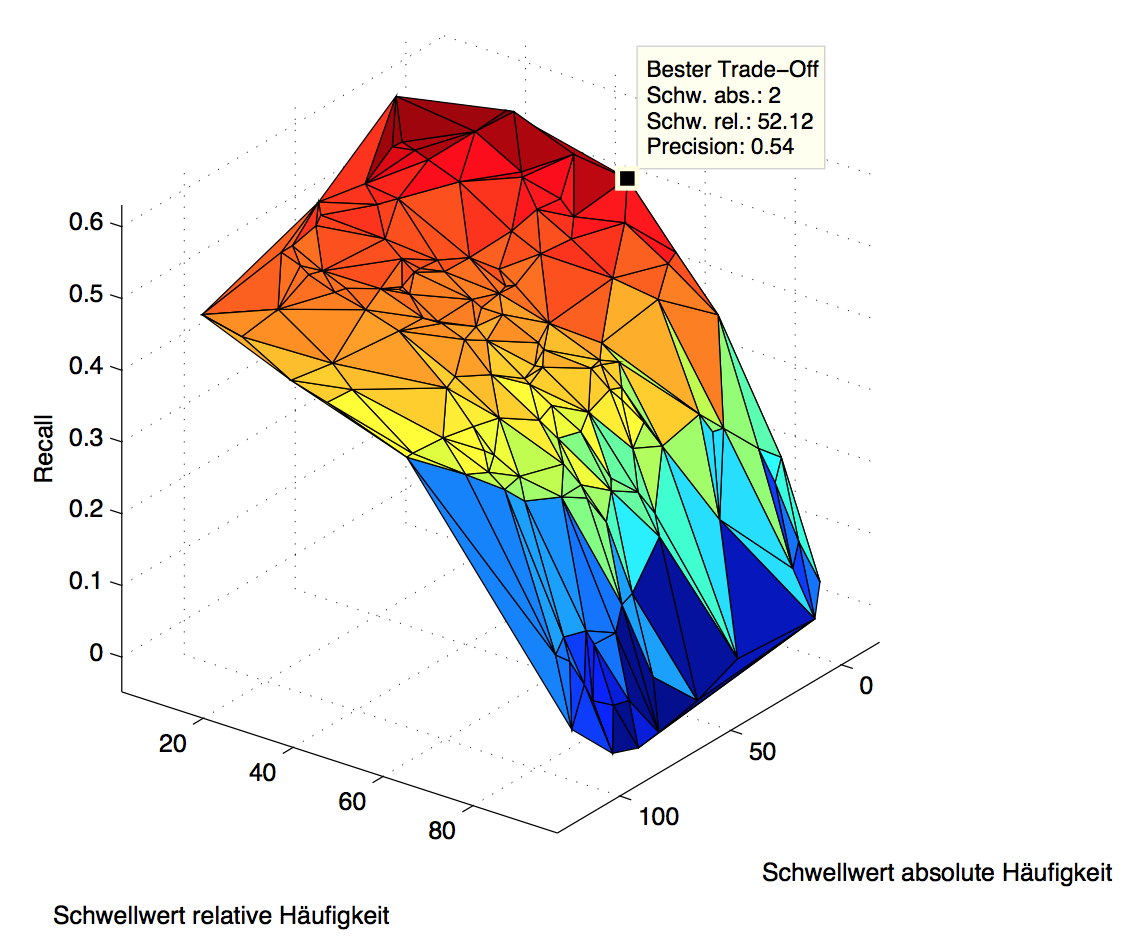 Bester Trade−Off
Schw. abs.: 2
Schw. rel.: 52.12
Precision: 0.54
0.6
0.5
0.4
0.3
0.2
0.1
0
Recall
20
40
60
80
0
50
100
Schwellwert absolute Häufigkeit
Schwellwert relative Häufigkeit